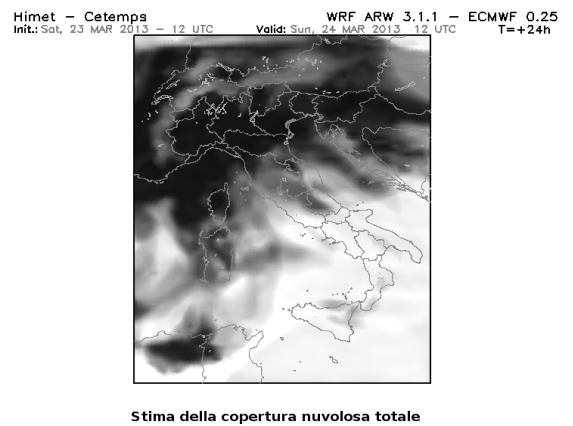 Himet – Cetemps WRF ARW 3.1.1 – ECMWF 0.25
Init.: Sat, 23 MAR 2013 – 12 UTC Valid: Sun, 24 MAR 2013 12 UTC T=+24h
Stima della copertura nuvolosa totale